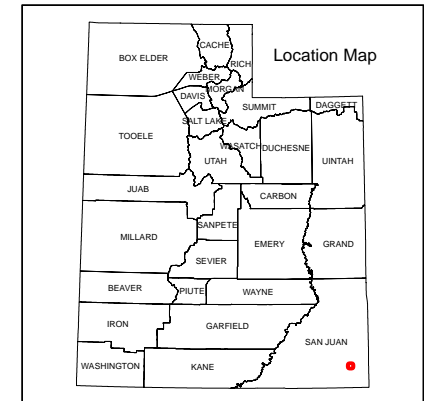 Location Map
CACHE
BOX ELDER
RICH
WEBER
MORGAN
DAVIS
SUMMIT
DAGGETT
SALT LAKE
TOOELE
WASATCH
DUCHESNE
UTAH
UINTAH
JUAB
CARBON
SANPETE
MILLARD
EMERY
GRAND
SEVIER
BEAVER
PIUTE
WAYNE
IRON
GARFIELD
SAN JUAN
WASHINGTON
KANE